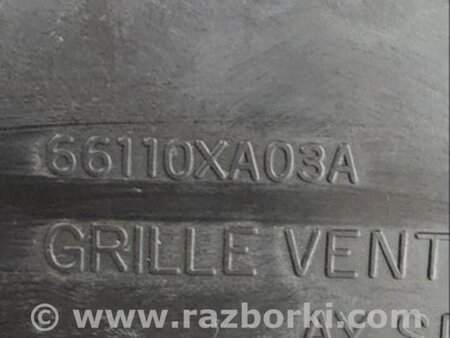 66110XA03A
GRILLE VENT
© www.razborki.com